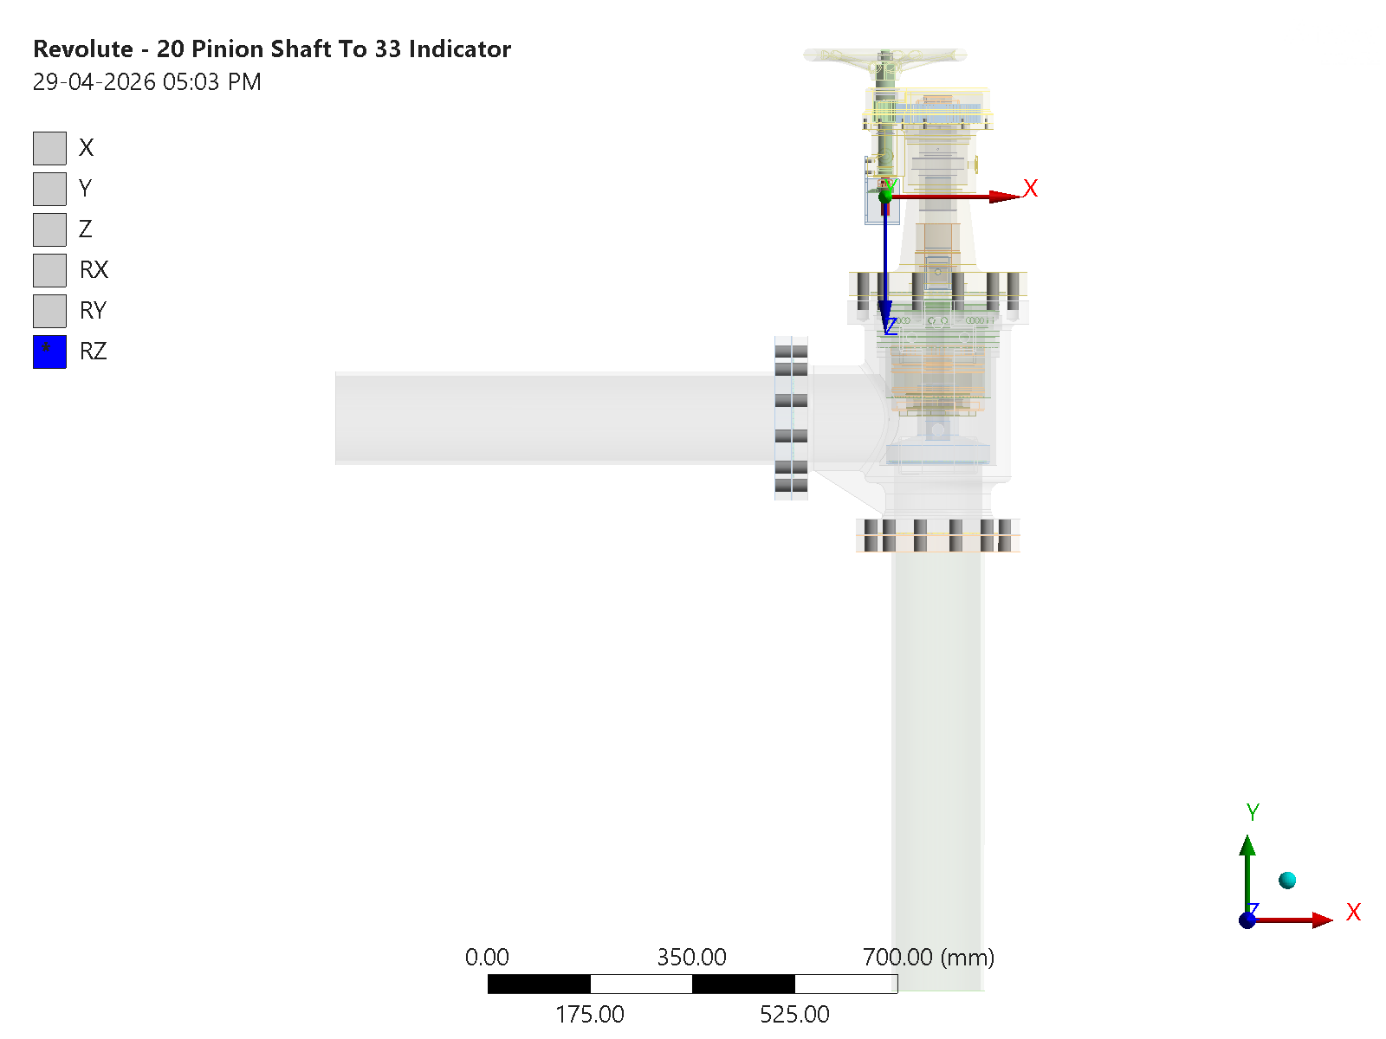 Revolute - 20 Pinion Shaft To 33 Indicator
29-04-2026 05:03 PM
X
Y
Z
RX
RY
* RZ
Y
X
Z
Y
Z
X
0.00 350.00 700.00 (mm)
175.00 525.00